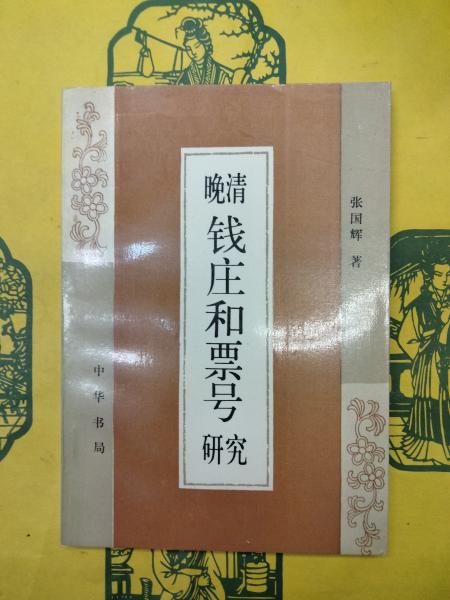 晚清
钱庄和票号
研究
张国辉 著
中华书局